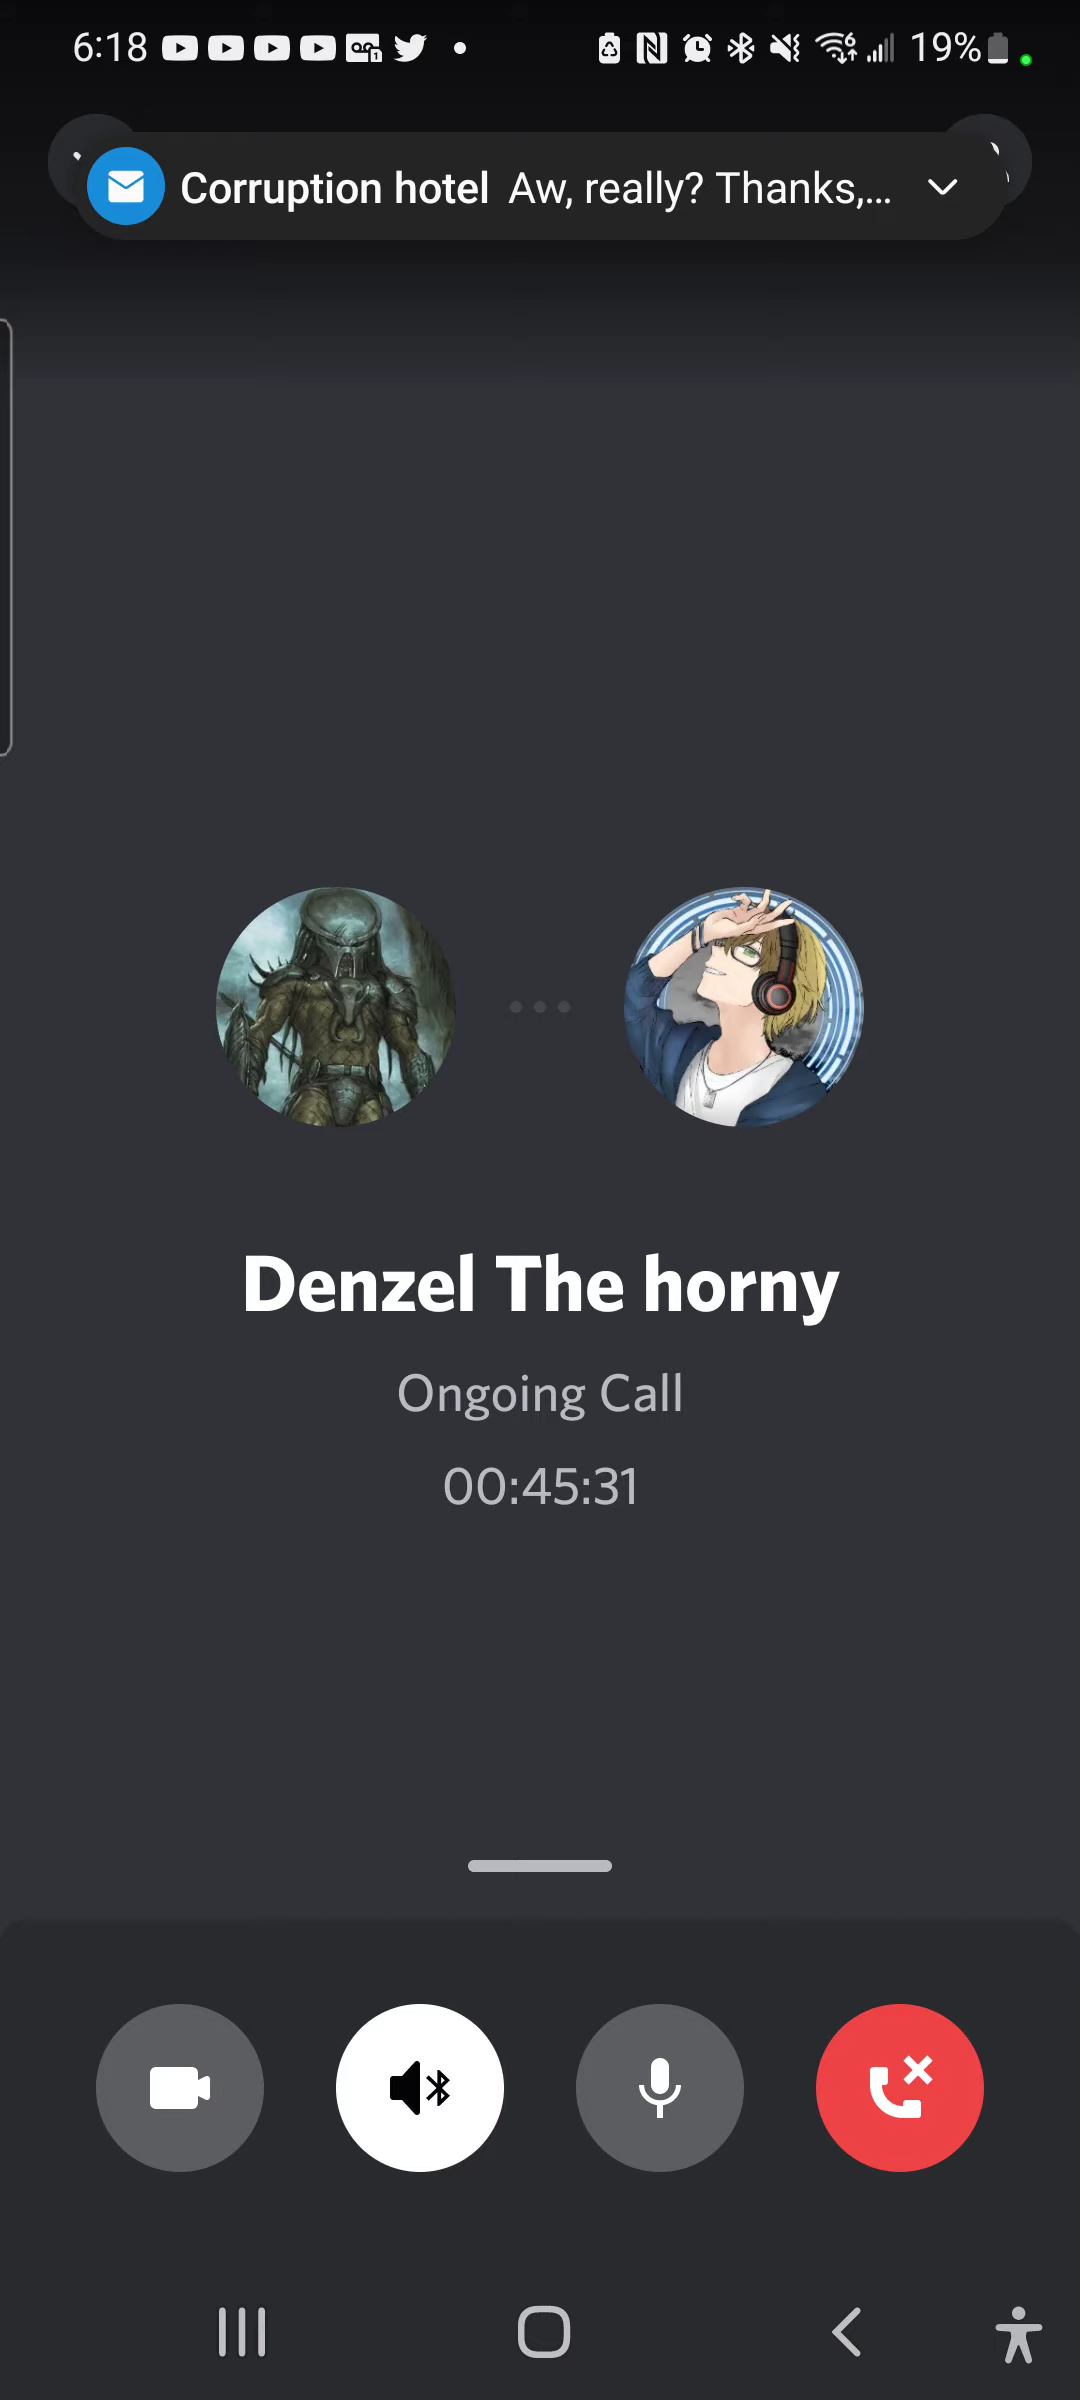 6:18 19%
Corruption hotel Aw, really? Thanks,...
Denzel The horny
Ongoing Call
00:45:31